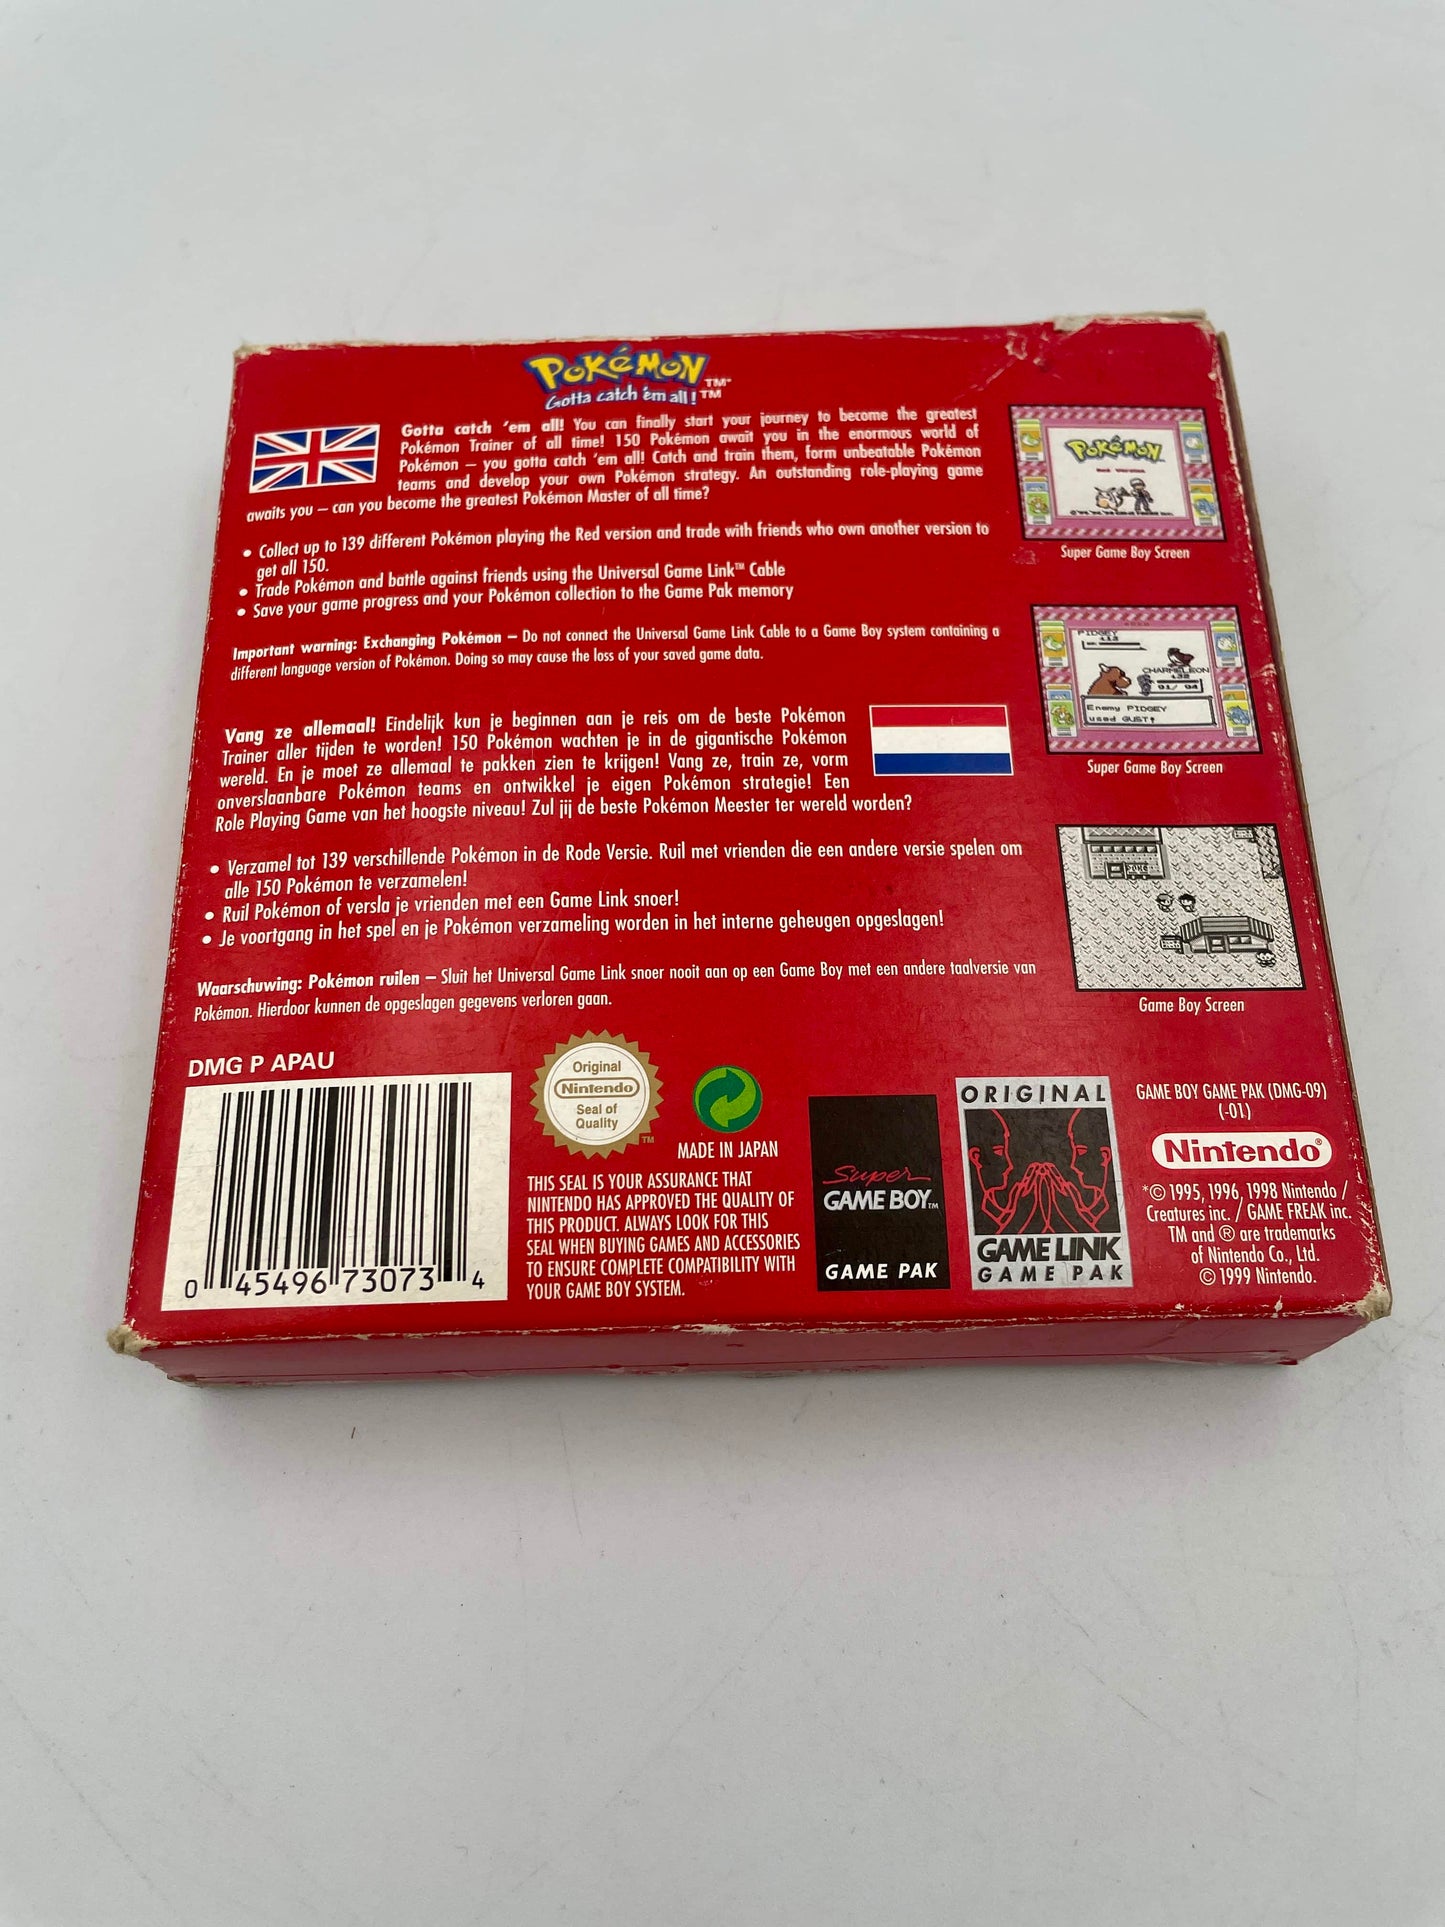 POKéMON™*
Gotta catch 'em all!™
Gotta catch 'em all! You can finally start your journey to become the greatest
Pokémon Trainer of all time! 150 Pokémon await you in the enormous world of
Pokémon – you gotta catch 'em all! Catch and train them, form unbeatable Pokémon
teams and develop your own Pokémon strategy. An outstanding role-playing game
awaits you – can you become the greatest Pokémon Master of all time?
• Collect up to 139 different Pokémon playing the Red version and trade with friends who own another version to
get all 150.
• Trade Pokémon and battle against friends using the Universal Game Link™ Cable
• Save your game progress and your Pokémon collection to the Game Pak memory
Important warning: Exchanging Pokémon – Do not connect the Universal Game Link Cable to a Game Boy system containing a
different language version of Pokémon. Doing so may cause the loss of your saved game data.
Vang ze allemaal! Eindelijk kun je beginnen aan je reis om de beste Pokémon
Trainer aller tijden te worden! 150 Pokémon wachten je in de gigantische Pokémon
wereld. En je moet ze allemaal te pakken zien te krijgen! Vang ze, train ze, vorm
onverslaanbare Pokémon teams en ontwikkel je eigen Pokémon strategie! Een
Role Playing Game van het hoogste niveau! Zul jij de beste Pokémon Meester ter wereld worden?
• Verzamel tot 139 verschillende Pokémon in de Rode Versie. Ruil met vrienden die een andere versie spelen om
alle 150 Pokémon te verzamelen!
• Ruil Pokémon of versla je vrienden met een Game Link snoer!
• Je voortgang in het spel en je Pokémon verzameling worden in het interne geheugen opgeslagen!
Waarschuwing: Pokémon ruilen – Sluit het Universal Game Link snoer nooit aan op een Game Boy met een andere taalversie van
Pokémon. Hierdoor kunnen de opgeslagen gegevens verloren gaan.
POKéMON
Red Version
Super Game Boy Screen
PIDGEY
CHARMELEON
Enemy PIDGEY
used GUST!
Super Game Boy Screen
Game Boy Screen
DMG P APAU
0 45496 73073 4
Original
Nintendo
Seal of
Quality
TM
MADE IN JAPAN
THIS SEAL IS YOUR ASSURANCE THAT
NINTENDO HAS APPROVED THE QUALITY OF
THIS PRODUCT. ALWAYS LOOK FOR THIS
SEAL WHEN BUYING GAMES AND ACCESSORIES
TO ENSURE COMPLETE COMPATIBILITY WITH
YOUR GAME BOY SYSTEM.
Super
GAME BOY™
GAME PAK
ORIGINAL
GAME LINK
GAME PAK
GAME BOY GAME PAK (DMG-09)
(-01)
Nintendo®
*© 1995, 1996, 1998 Nintendo /
Creatures inc. / GAME FREAK inc.
TM and ® are trademarks
of Nintendo Co., Ltd.
© 1999 Nintendo.